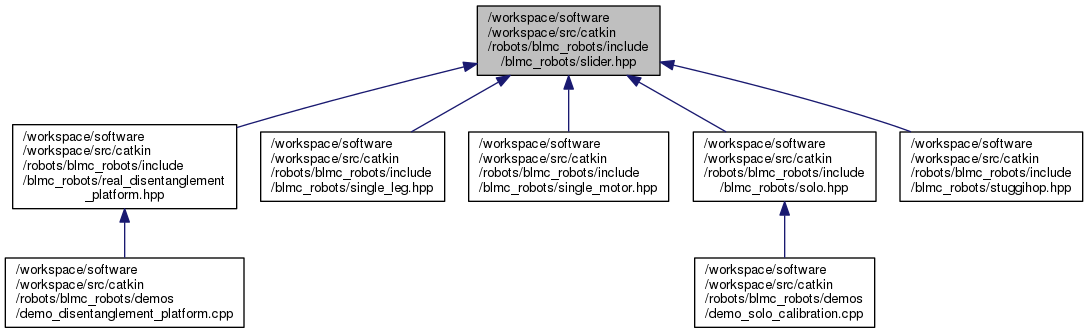 /workspace/software
/workspace/src/catkin
/robots/blmc_robots/include
/blmc_robots/slider.hpp
/workspace/software
/workspace/src/catkin
/robots/blmc_robots/include
/blmc_robots/real_disentanglement
_platform.hpp
/workspace/software
/workspace/src/catkin
/robots/blmc_robots/include
/blmc_robots/single_leg.hpp
/workspace/software
/workspace/src/catkin
/robots/blmc_robots/include
/blmc_robots/single_motor.hpp
/workspace/software
/workspace/src/catkin
/robots/blmc_robots/include
/blmc_robots/solo.hpp
/workspace/software
/workspace/src/catkin
/robots/blmc_robots/include
/blmc_robots/stuggihop.hpp
/workspace/software
/workspace/src/catkin
/robots/blmc_robots/demos
/demo_disentanglement_platform.cpp
/workspace/software
/workspace/src/catkin
/robots/blmc_robots/demos
/demo_solo_calibration.cpp